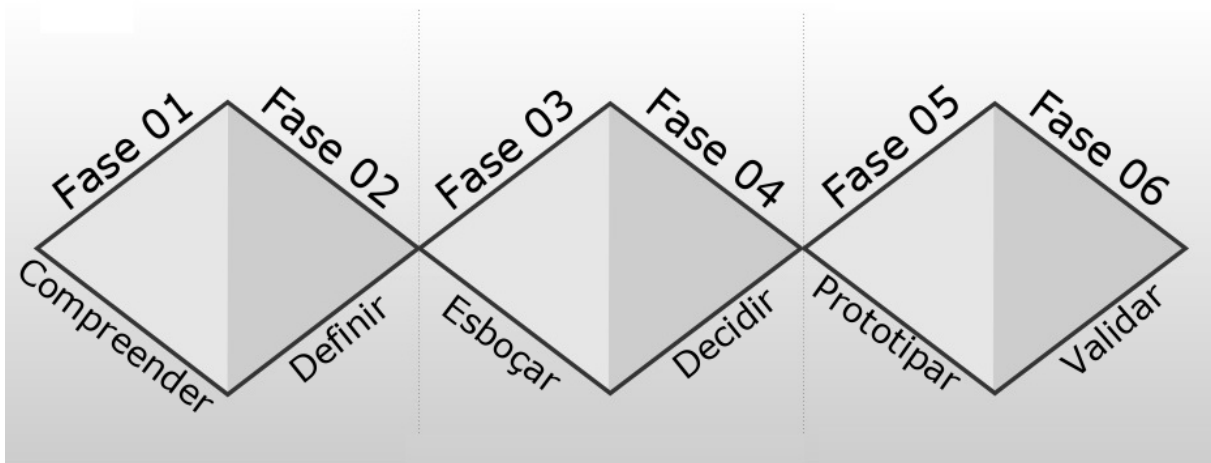 Fase 01
Fase 02
Fase 03
Fase 04
Fase 05
Fase 06
Compreender
Definir
Esboçar
Decidir
Prototipar
Validar